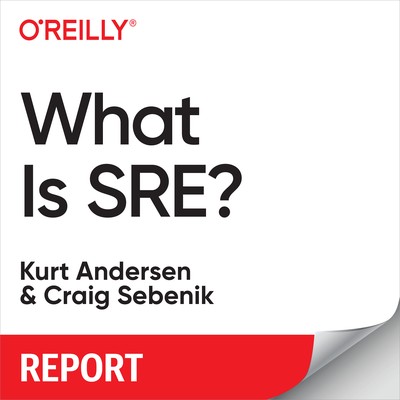 O'REILLY®
What
Is SRE?
Kurt Andersen
& Craig Sebenik
REPORT